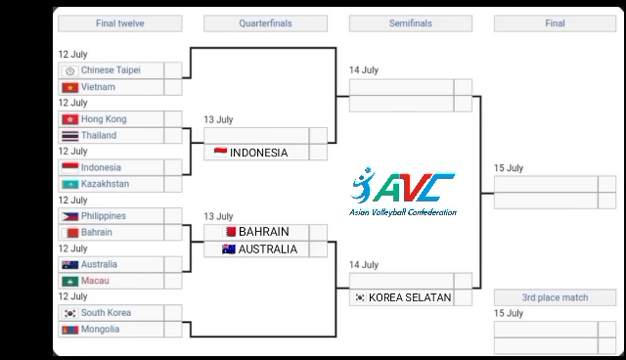 Final twelve
Quarterfinals
Semifinals
Final
12 July
Chinese Taipei
Vietnam
12 July
Hong Kong
Thailand
12 July
Indonesia
Kazakhstan
12 July
Philippines
Bahrain
12 July
Australia
Macau
12 July
South Korea
Mongolia
13 July
INDONESIA
13 July
BAHRAIN
AUSTRALIA
14 July
AVC
Asian Volleyball Confederation
14 July
KOREA SELATAN
15 July
3rd place match
15 July